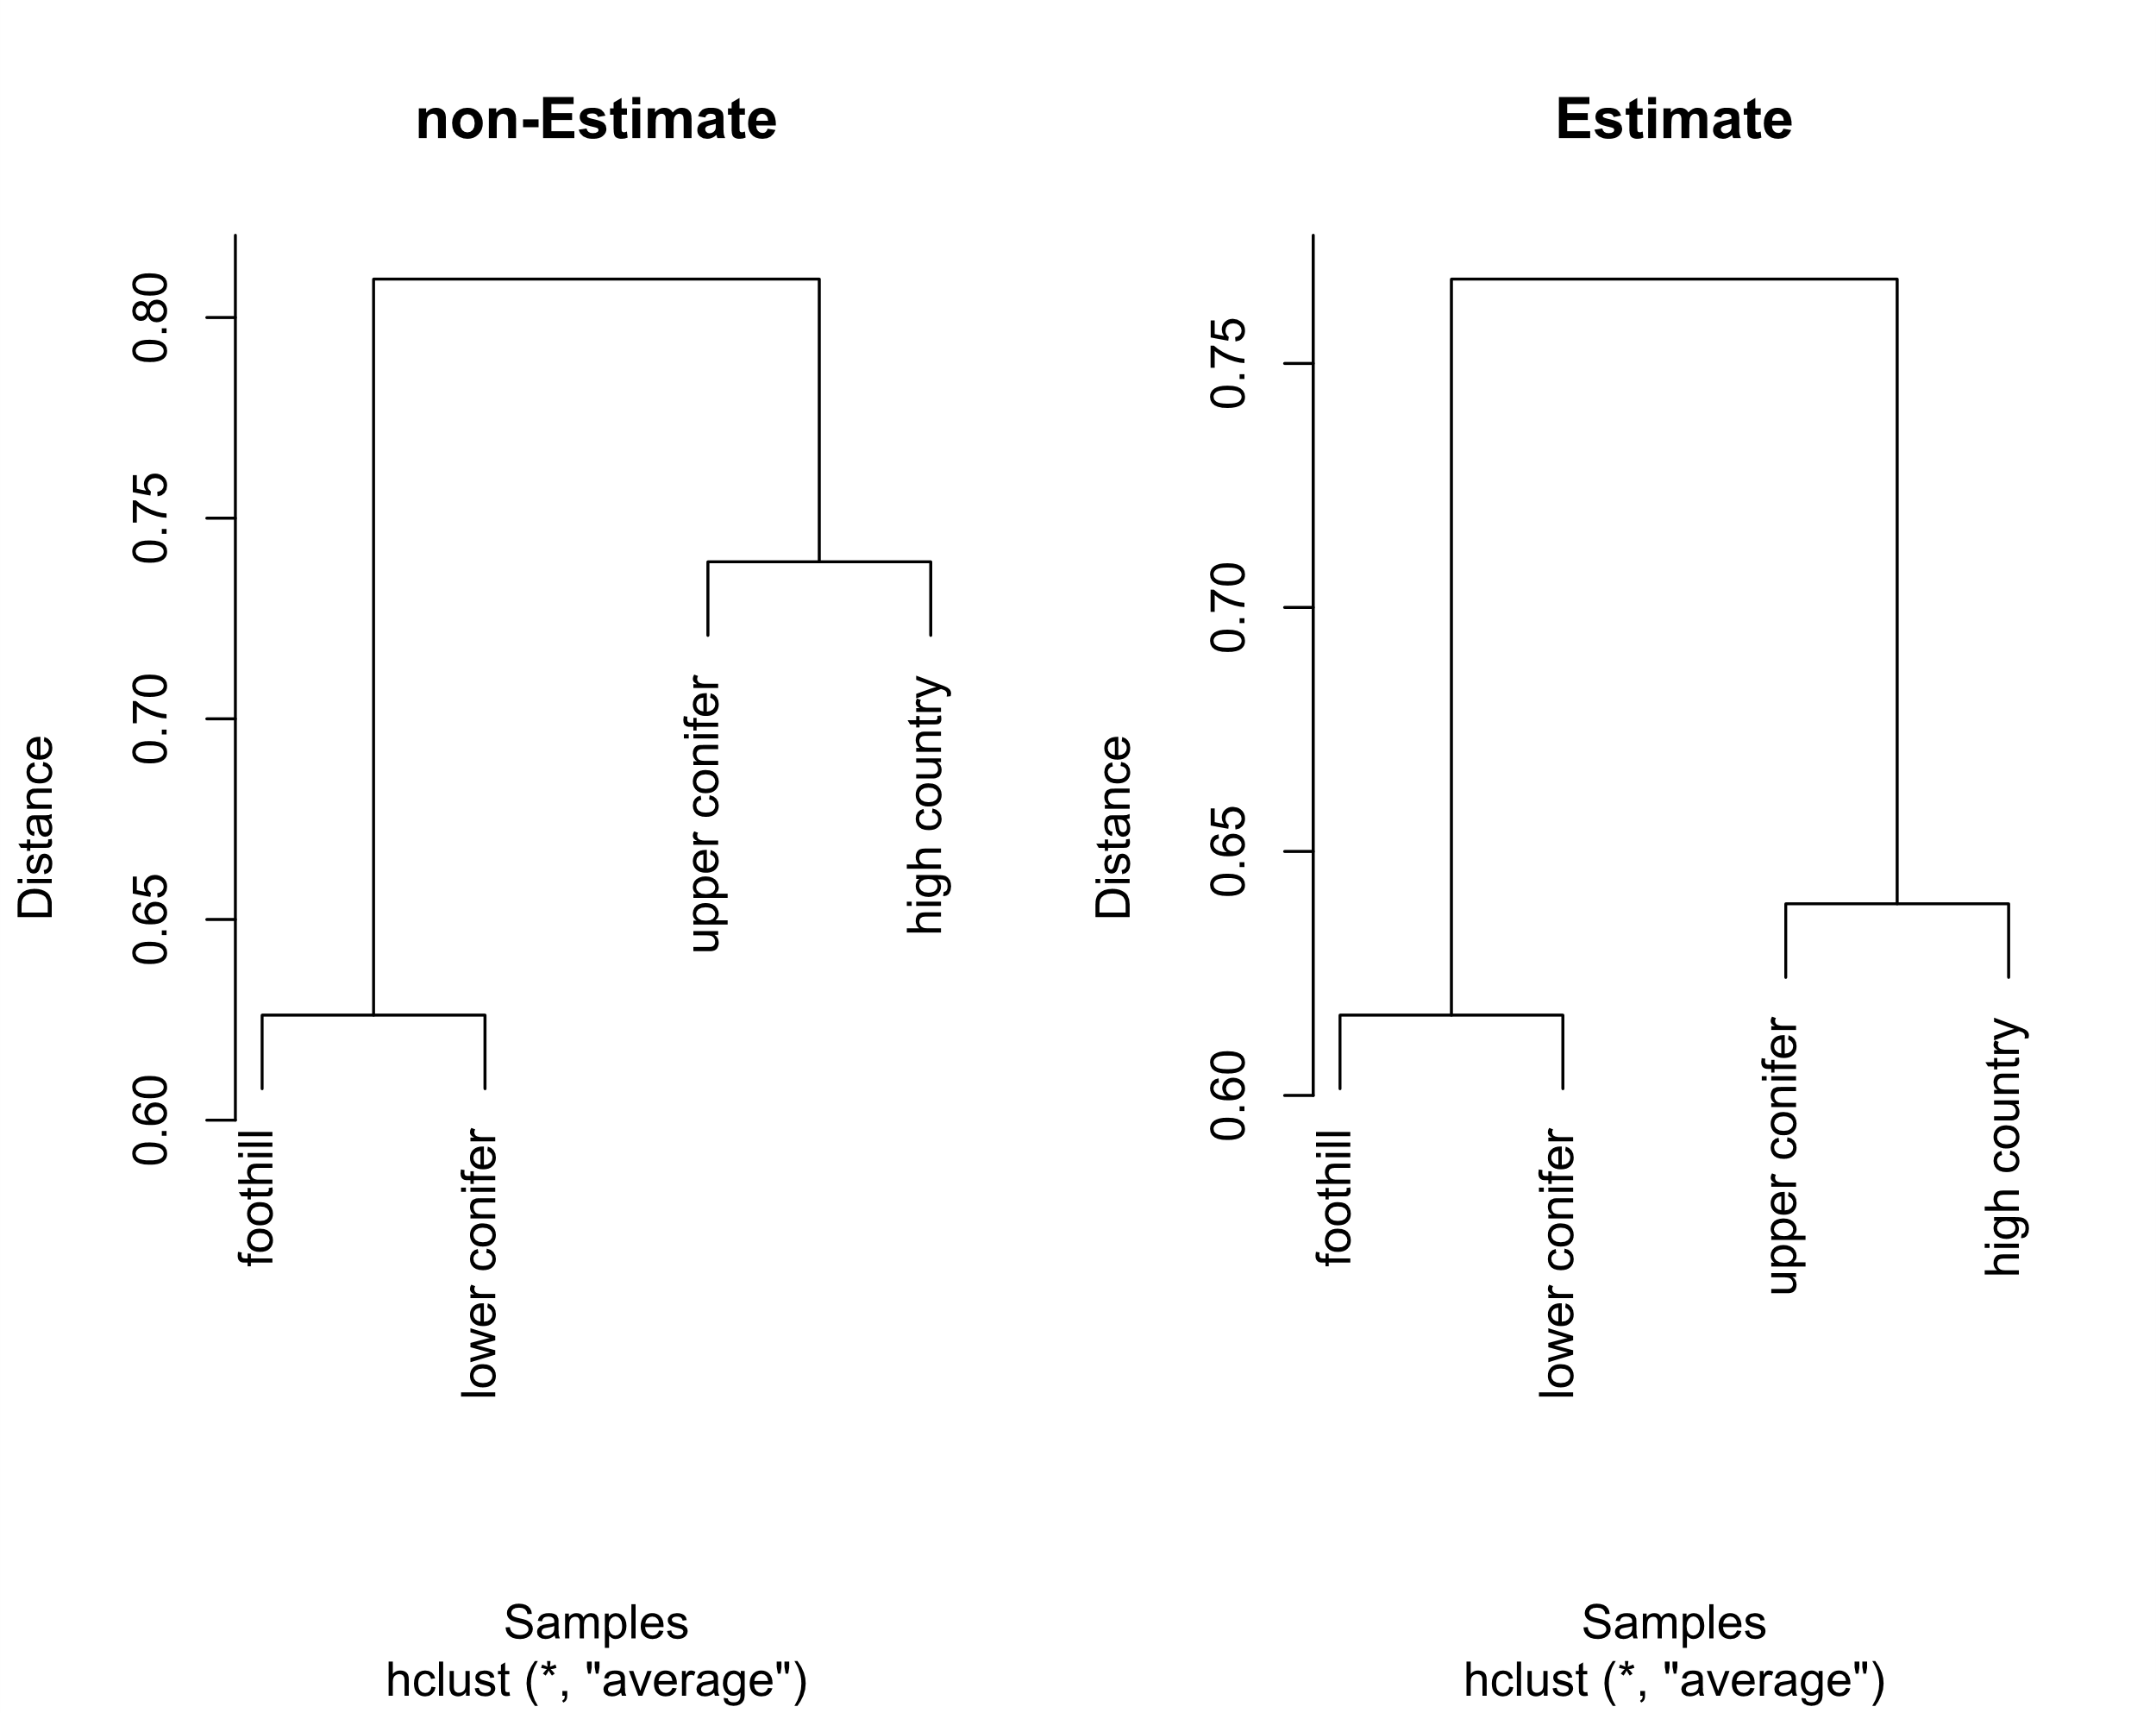 non-Estimate
Distance
0.80
0.75
0.70
0.65
0.60
foothill
lower conifer
upper conifer
high country
Samples
hclust (*, "average")
Estimate
Distance
0.75
0.70
0.65
0.60
foothill
lower conifer
upper conifer
high country
Samples
hclust (*, "average")